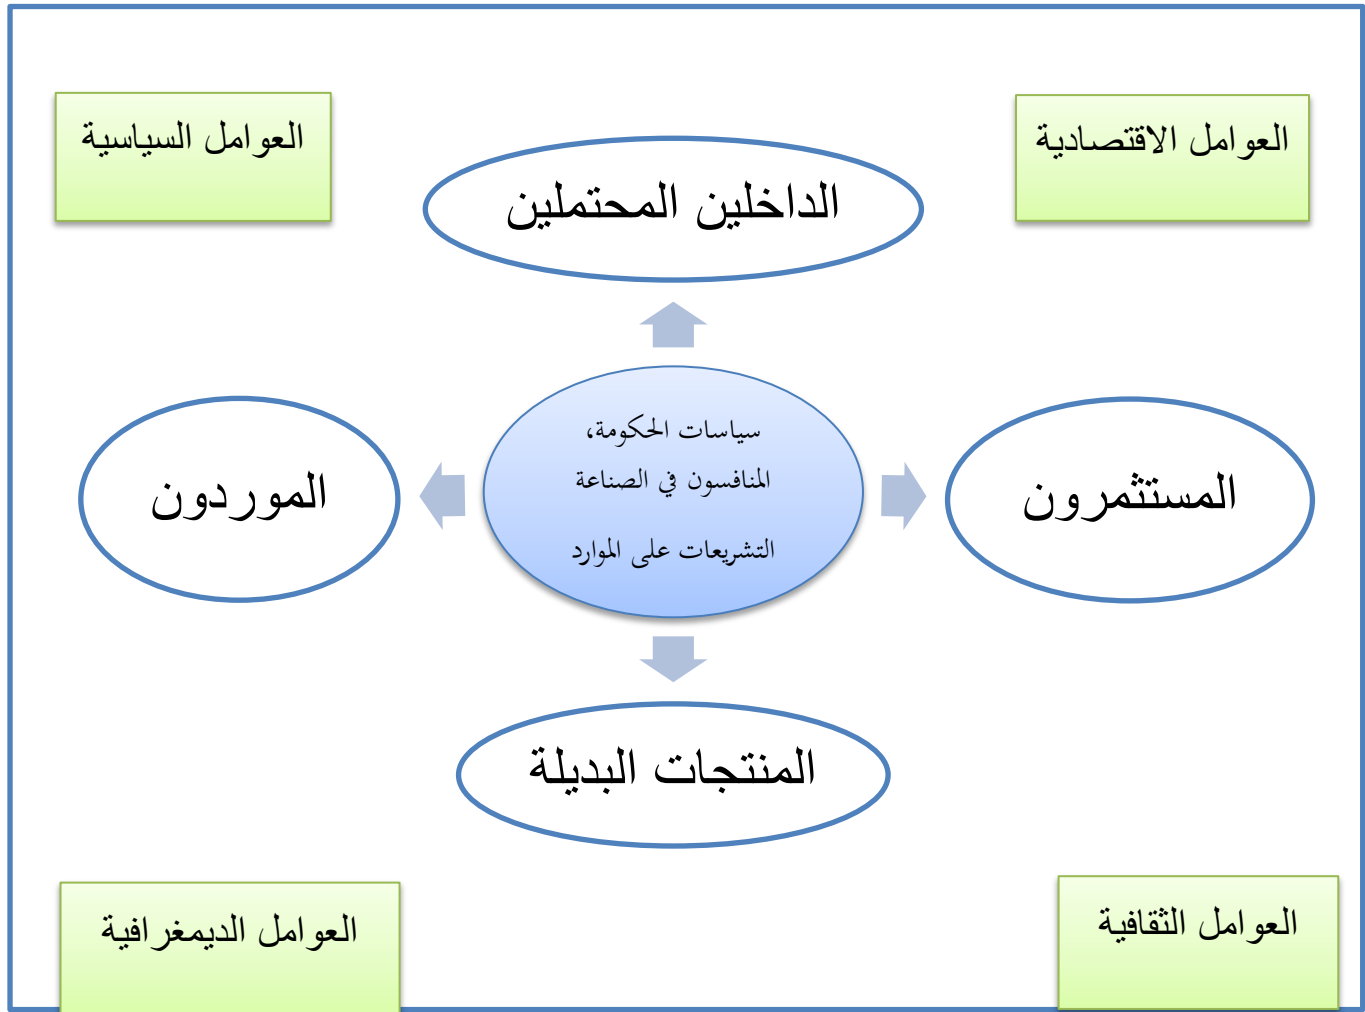 العوامل الاقتصادية
العوامل السياسية
الداخلين المحتملين
سياسات الحكومة،
المنافسون في الصناعة
التشريعات على الموارد
المستثمرون
الموردون
المنتجات البديلة
العوامل الثقافية
العوامل الديمغرافية